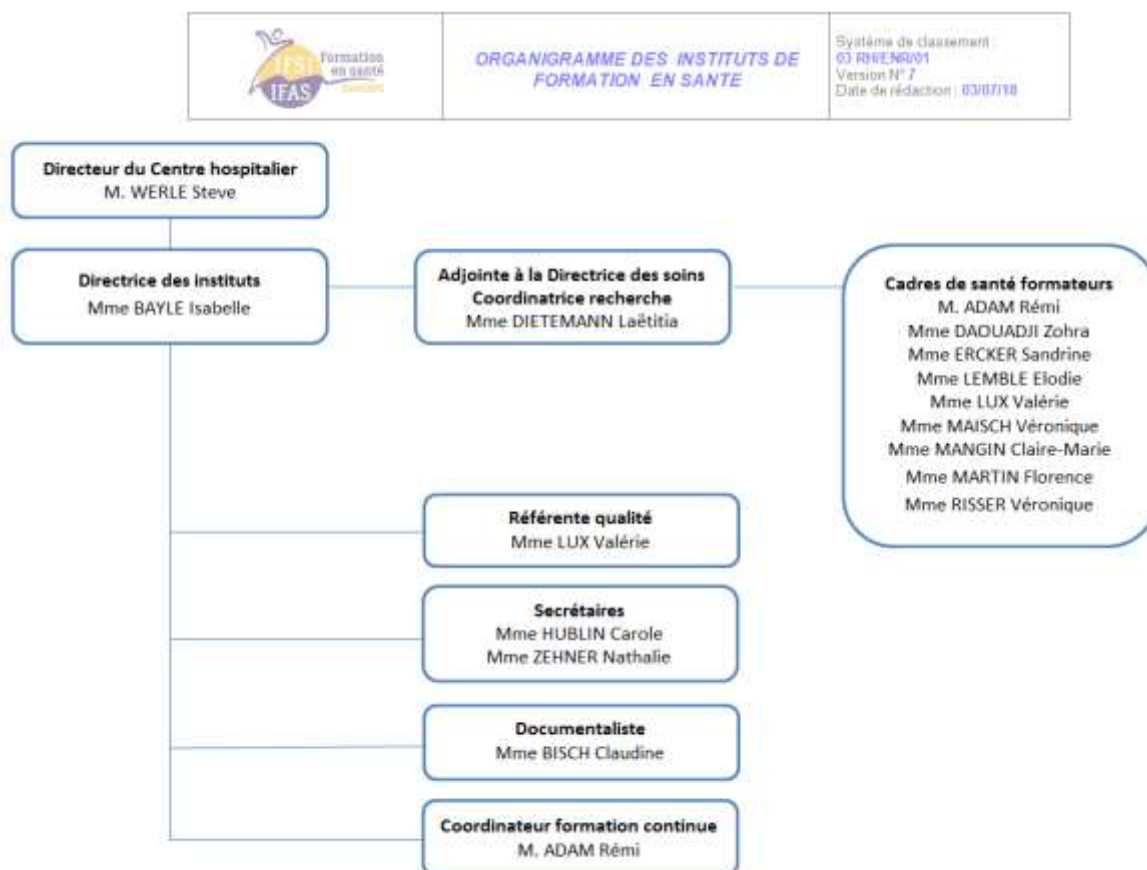 IFSI
IFAS
Formation
en santé
ORGANIGRAMME DES INSTITUTS DE
FORMATION EN SANTE
Système de classement :
03 RH/ENR/01
Version N° 7
Date de rédaction : 03/07/18
Directeur du Centre hospitalier
M. WERLE Steve
Directrice des instituts
Mme BAYLE Isabelle
Adjointe à la Directrice des soins
Coordinatrice recherche
Mme DIETEMANN Laëtitia
Cadres de santé formateurs
M. ADAM Rémi
Mme DAOUADJI Zohra
Mme ERCKER Sandrine
Mme LEMBLE Elodie
Mme LUX Valérie
Mme MAISCH Véronique
Mme MANGIN Claire-Marie
Mme MARTIN Florence
Mme RISSER Véronique
Référente qualité
Mme LUX Valérie
Secrétaires
Mme HUBLIN Carole
Mme ZEHNER Nathalie
Documentaliste
Mme BISCH Claudine
Coordinateur formation continue
M. ADAM Rémi